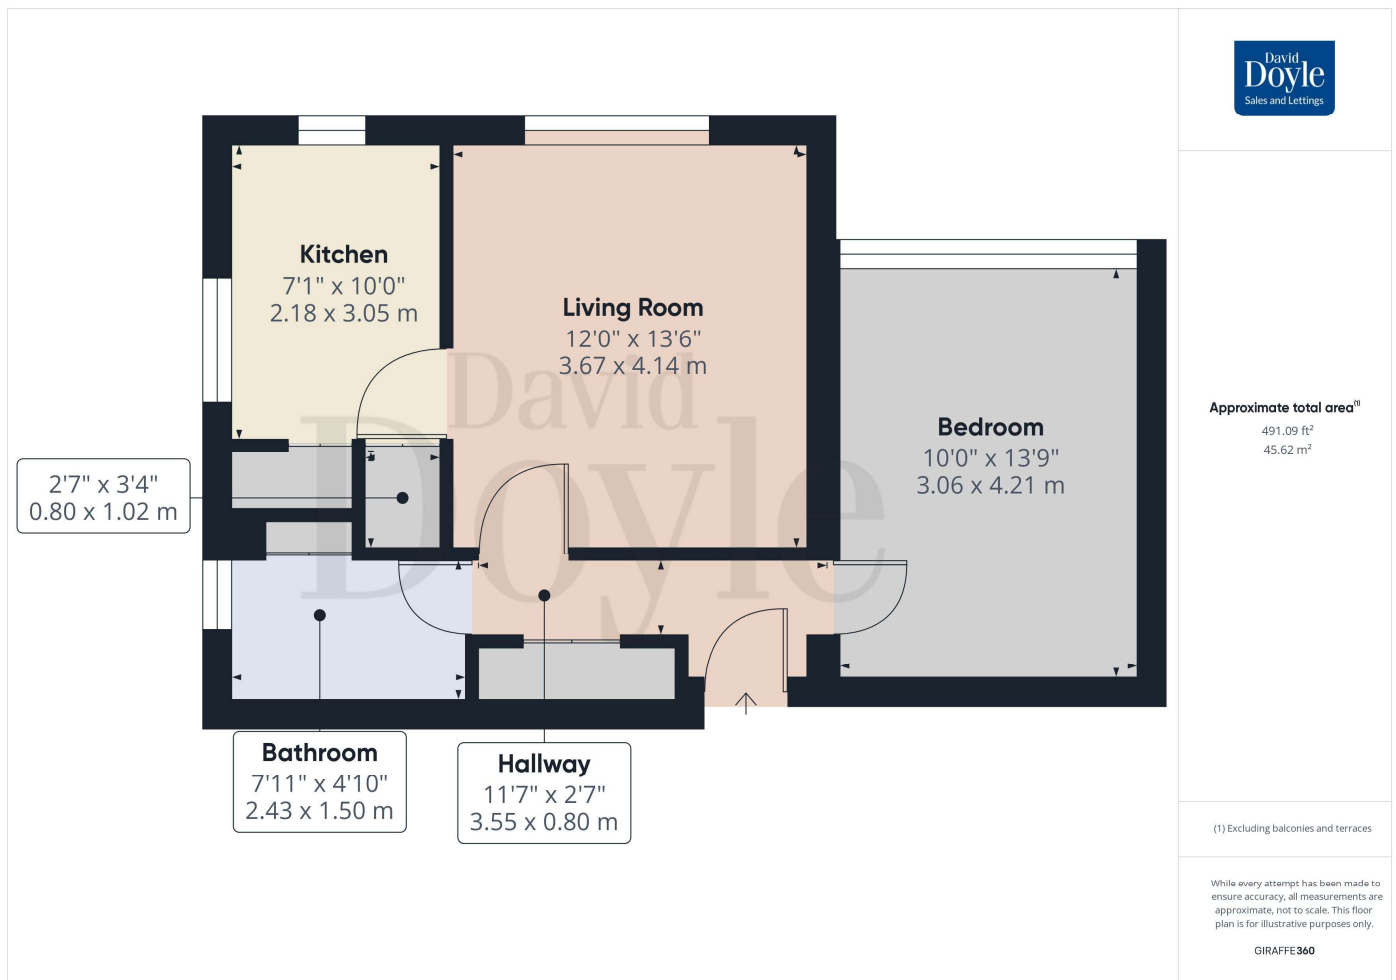 David
Doyle
Sales and Lettings
Kitchen
7'1" x 10'0"
2.18 x 3.05 m
Living Room
12'0" x 13'6"
3.67 x 4.14 m
Bedroom
10'0" x 13'9"
3.06 x 4.21 m
2'7" x 3'4"
0.80 x 1.02 m
Bathroom
7'11" x 4'10"
2.43 x 1.50 m
Hallway
11'7" x 2'7"
3.55 x 0.80 m
David
Doyle
Approximate total area⁽¹⁾
491.09 ft²
45.62 m²
(1) Excluding balconies and terraces
While every attempt has been made to
ensure accuracy, all measurements are
approximate, not to scale. This floor
plan is for illustrative purposes only.
GIRAFFE360